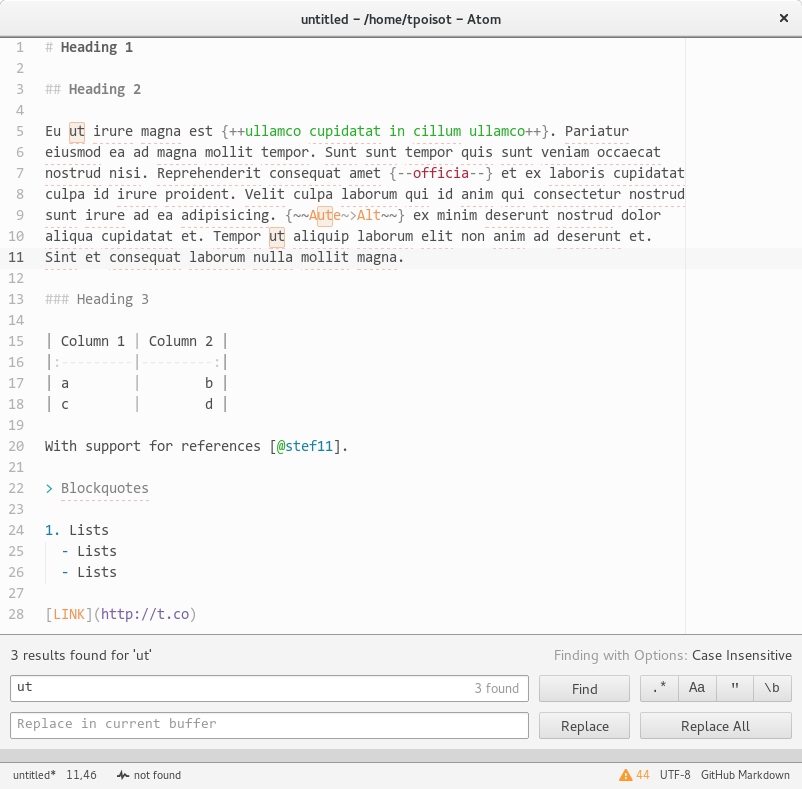 untitled – /home/tpoisot – Atom ×
1 # Heading 1
2
3 ## Heading 2
4
5 Eu ut irure magna est {++ullamco cupidatat in cillum ullamco++}. Pariatur
6 eiusmod ea ad magna mollit tempor. Sunt sunt tempor quis sunt veniam occaecat
7 nostrud nisi. Reprehenderit consequat amet {--officia--} et ex laboris cupidatat
8 culpa id irure proident. Velit culpa laborum qui id anim qui consectetur nostrud
9 sunt irure ad ea adipisicing. {~~Aute~>Alt~~} ex minim deserunt nostrud dolor
10 aliqua cupidatat et. Tempor ut aliquip laborum elit non anim ad deserunt et.
11 Sint et consequat laborum nulla mollit magna.
12
13 ### Heading 3
14
15 | Column 1 | Column 2 |
16 |:---------|---------:|
17 | a        |        b |
18 | c        |        d |
19
20 With support for references [@stef11].
21
22 > Blockquotes
23
24 1. Lists
25   - Lists
26   - Lists
27
28 [LINK](http://t.co)
3 results found for 'ut' Finding with Options: Case Insensitive
ut 3 found Find .* Aa " \b
Replace in current buffer Replace Replace All
untitled* 11,46 not found 44 UTF-8 GitHub Markdown